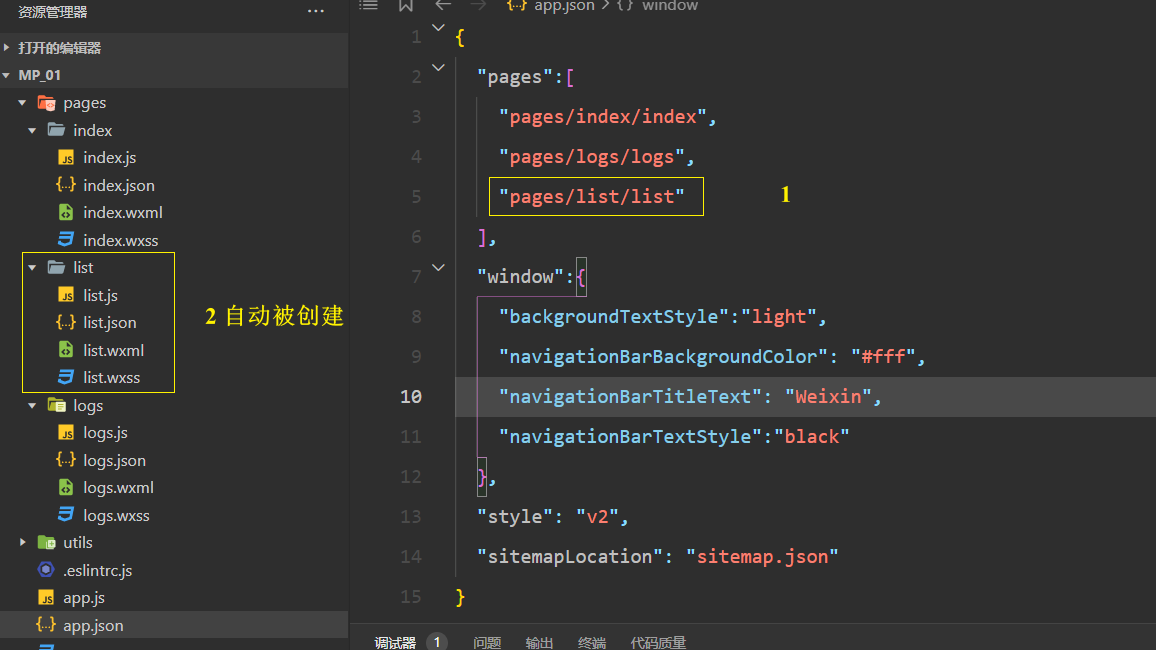 资源管理器
打开的编辑器
MP_01
pages
index
index.js
index.json
index.wxml
index.wxss
list
list.js
list.json
list.wxml
list.wxss
2 自动被创建
logs
logs.js
logs.json
logs.wxml
logs.wxss
utils
.eslintrc.js
app.js
app.json
app.json > {} window
1 {
2 "pages":[
3 "pages/index/index",
4 "pages/logs/logs",
5 "pages/list/list" 1
6 ],
7 "window":{
8 "backgroundTextStyle":"light",
9 "navigationBarBackgroundColor": "#fff",
10 "navigationBarTitleText": "Weixin",
11 "navigationBarTextStyle":"black"
12 },
13 "style": "v2",
14 "sitemapLocation": "sitemap.json"
15 }
调试器 1 问题 输出 终端 代码质量